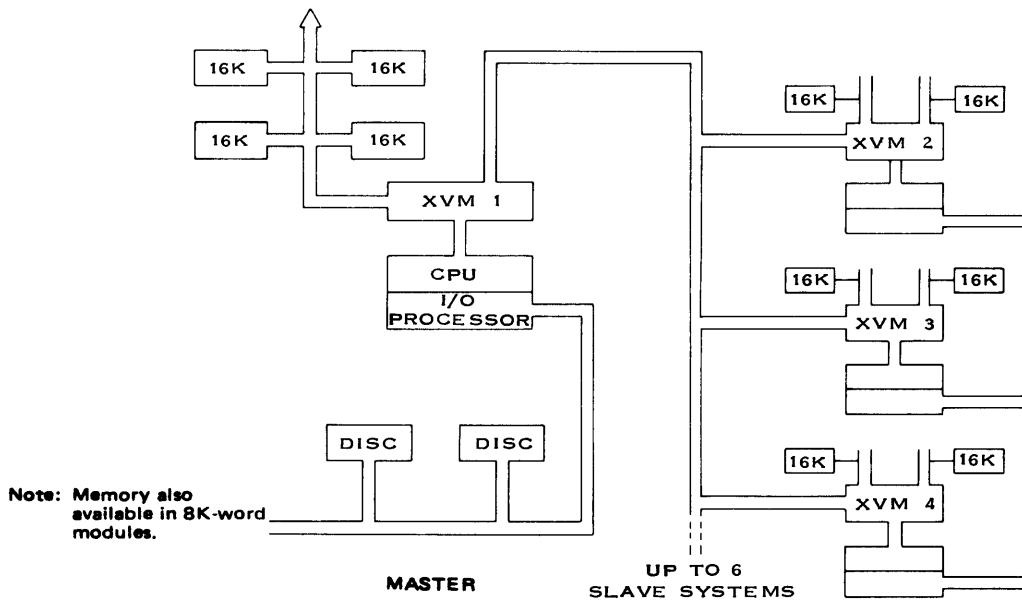 16K
16K
16K
16K
XVM 1
CPU
I/O
PROCESSOR
DISC
DISC
Note: Memory also
available in 8K-word
modules.
MASTER
16K
16K
XVM 2
16K
16K
XVM 3
16K
16K
XVM 4
UP TO 6
SLAVE SYSTEMS